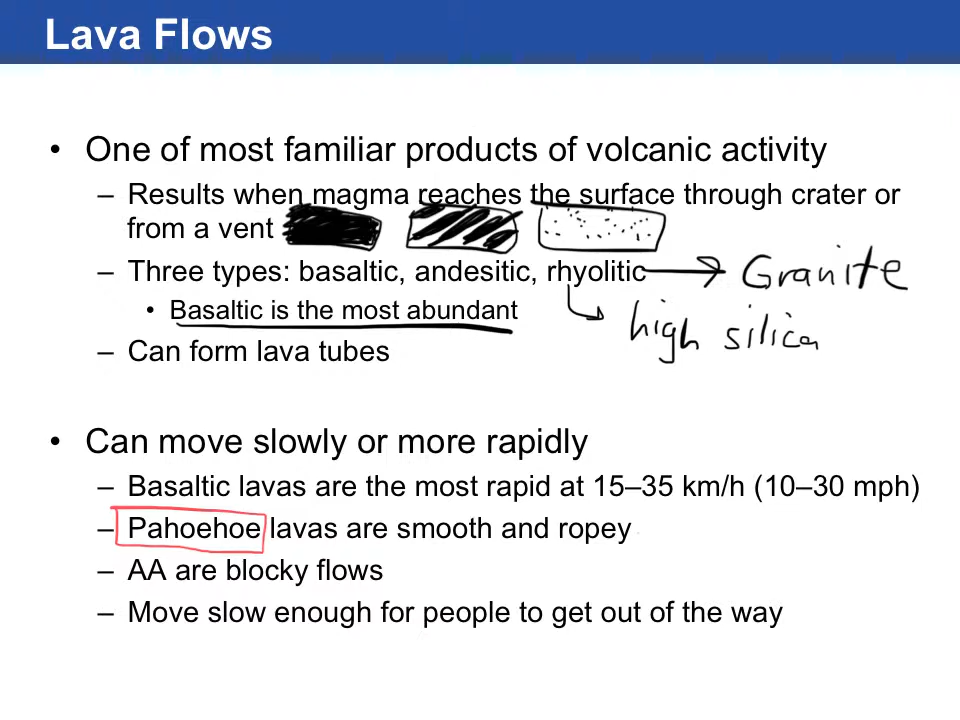 Lava Flows
• One of most familiar products of volcanic activity
– Results when magma reaches the surface through crater or
from a vent
– Three types: basaltic, andesitic, rhyolitic → Granite
• Basaltic is the most abundant
high silica
– Can form lava tubes
• Can move slowly or more rapidly
– Basaltic lavas are the most rapid at 15–35 km/h (10–30 mph)
– Pahoehoe lavas are smooth and ropey
– AA are blocky flows
– Move slow enough for people to get out of the way